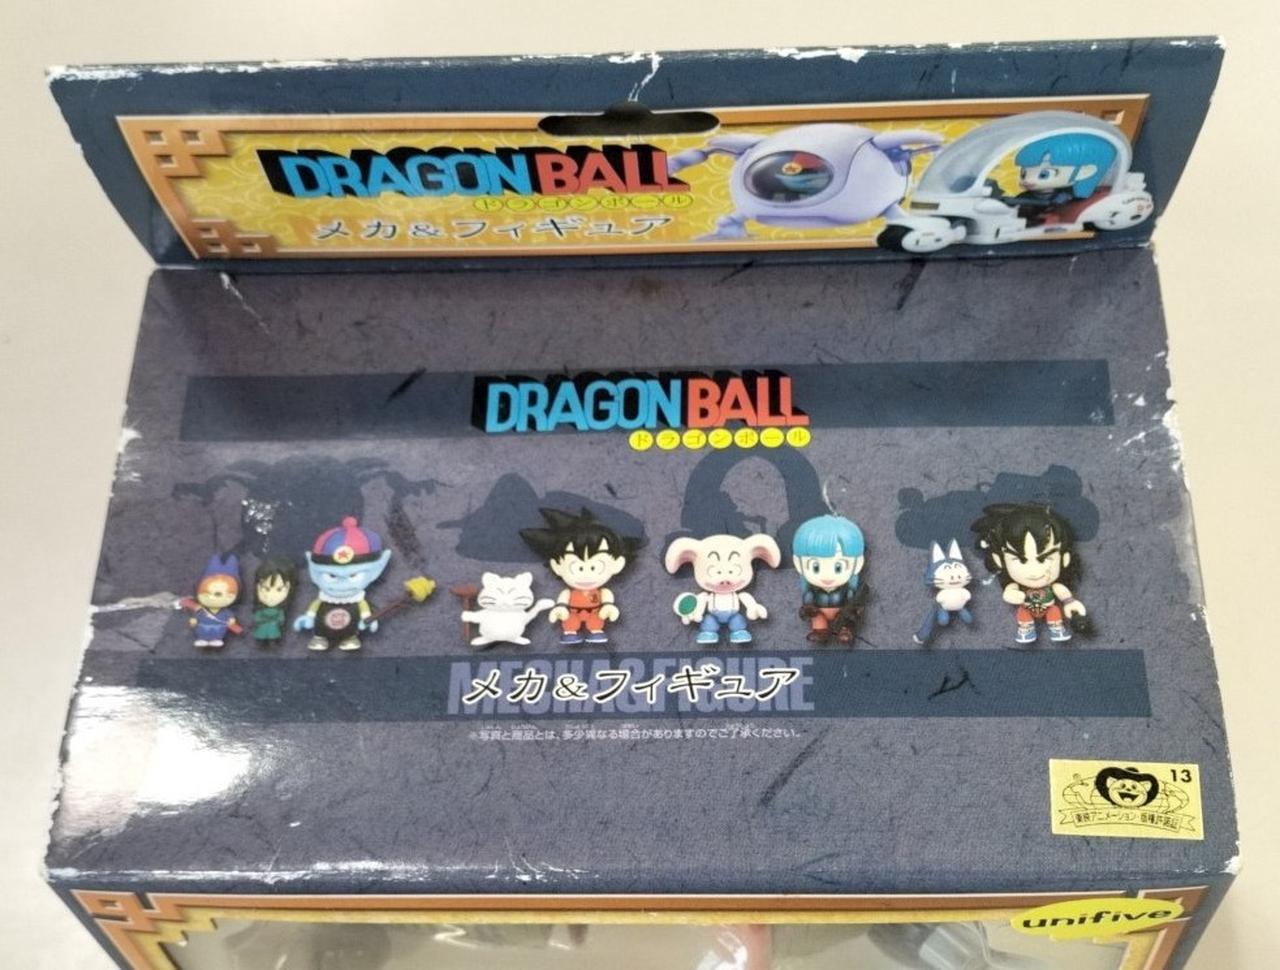 DRAGON BALL
ドラゴンボール
メカ&フィギュア
DRAGON BALL
ドラゴンボール
MECHA&FIGURE
メカ&フィギュア
※写真と商品とは、多少異なる場合がありますのでご了承ください。
13
東映アニメーション・版権許諾証
unifive